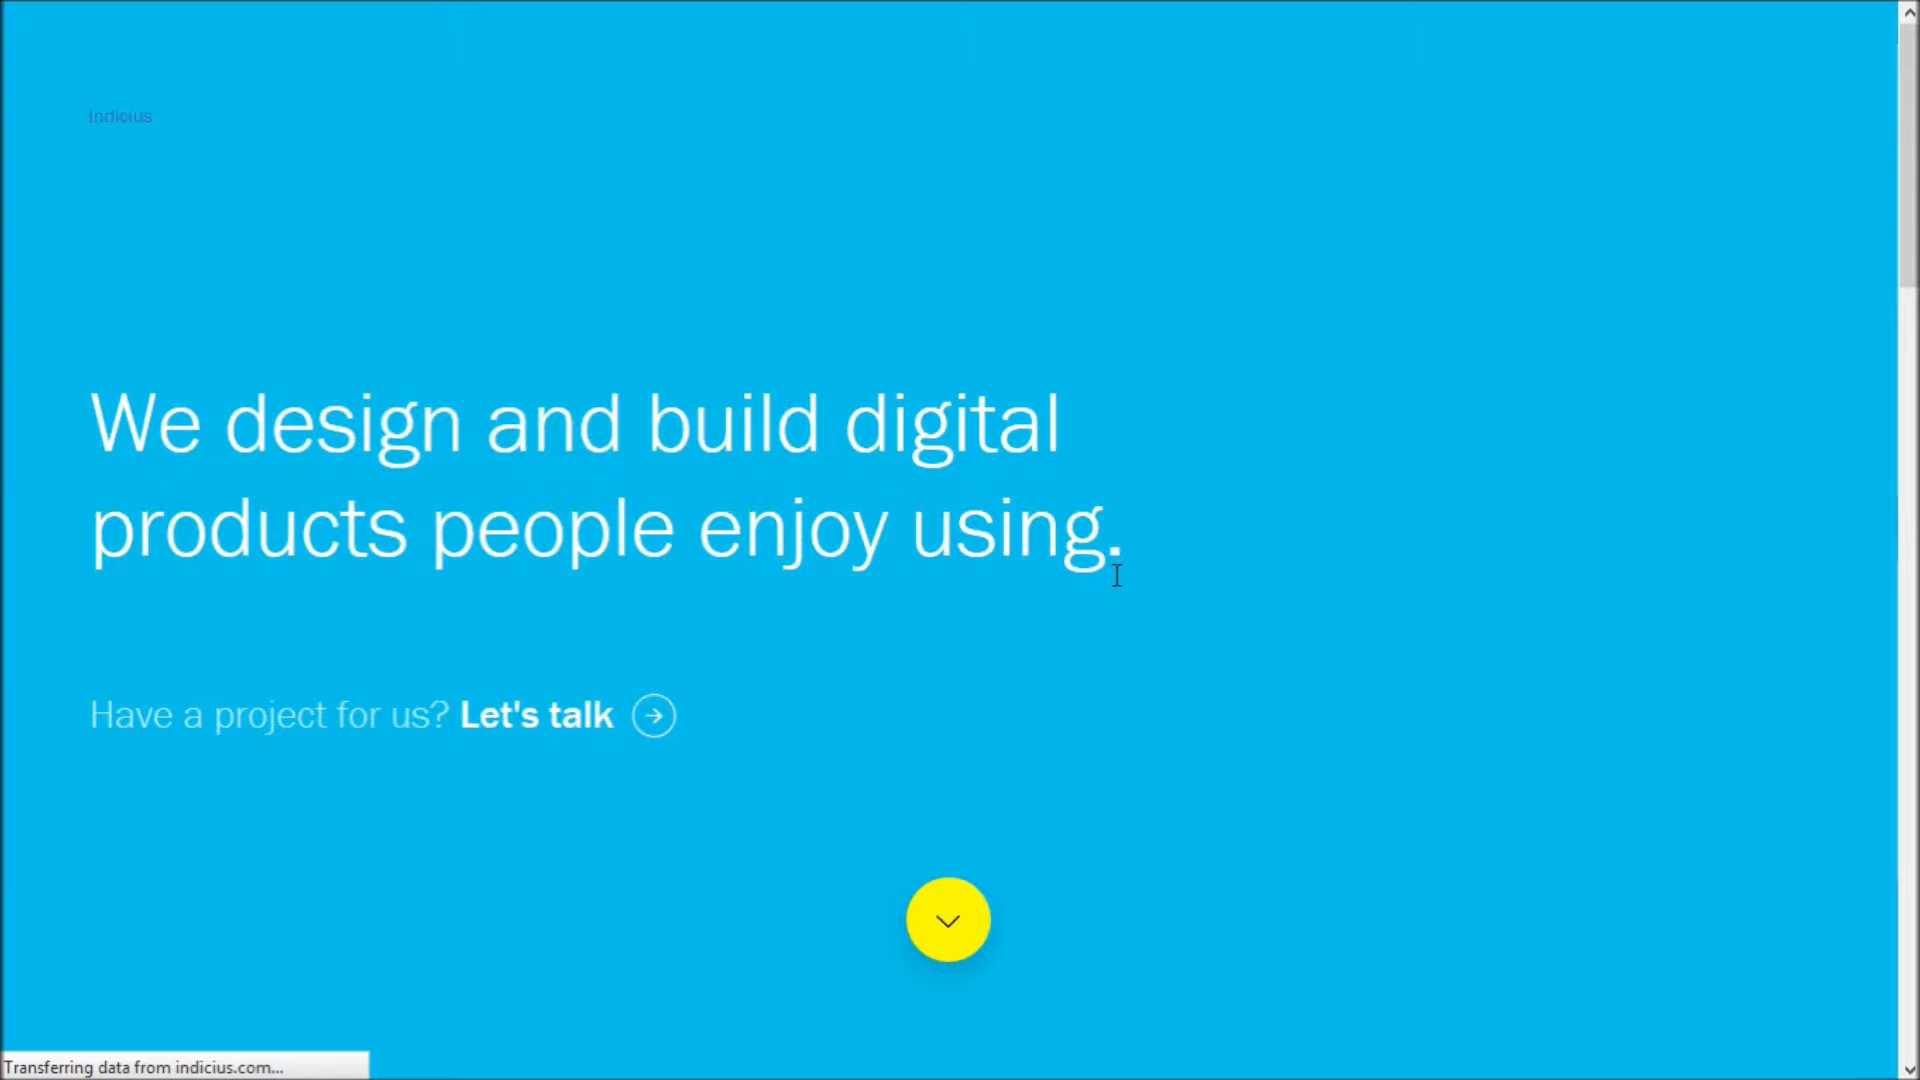 Indicius
We design and build digital
products people enjoy using.
Have a project for us? Let's talk
Transferring data from indicius.com...